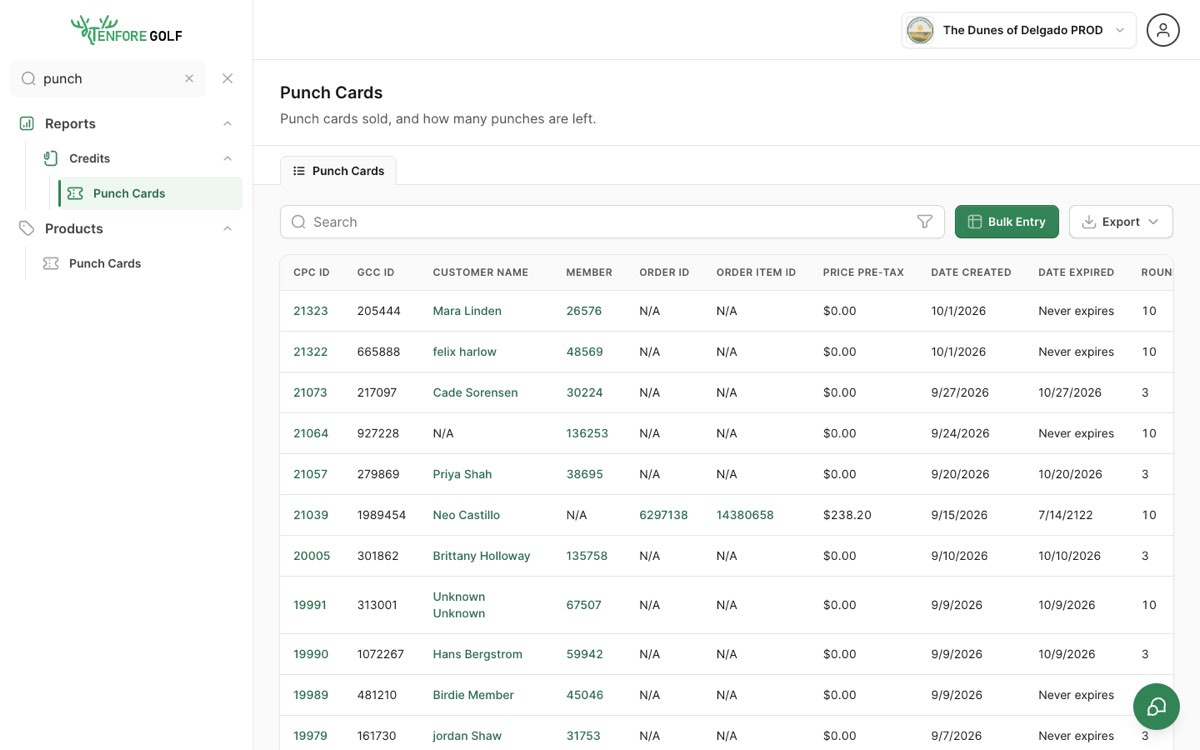 TENFORE GOLF
The Dunes of Delgado PROD
punch
Reports
Credits
Punch Cards
Products
Punch Cards
Punch Cards
Punch cards sold, and how many punches are left.
Punch Cards
Search
Bulk Entry
Export
CPC ID GCC ID CUSTOMER NAME MEMBER ORDER ID ORDER ITEM ID PRICE PRE-TAX DATE CREATED DATE EXPIRED ROUN
21323 205444 Mara Linden 26576 N/A N/A $0.00 10/1/2026 Never expires 10
21322 665888 felix harlow 48569 N/A N/A $0.00 10/1/2026 Never expires 10
21073 217097 Cade Sorensen 30224 N/A N/A $0.00 9/27/2026 10/27/2026 3
21064 927228 N/A 136253 N/A N/A $0.00 9/24/2026 Never expires 10
21057 279869 Priya Shah 38695 N/A N/A $0.00 9/20/2026 10/20/2026 3
21039 1989454 Neo Castillo N/A 6297138 14380658 $238.20 9/15/2026 7/14/2122 10
20005 301862 Brittany Holloway 135758 N/A N/A $0.00 9/10/2026 10/10/2026 3
19991 313001 Unknown Unknown 67507 N/A N/A $0.00 9/9/2026 10/9/2026 10
19990 1072267 Hans Bergstrom 59942 N/A N/A $0.00 9/9/2026 10/9/2026 3
19989 481210 Birdie Member 45046 N/A N/A $0.00 9/9/2026 Never expires
19979 161730 jordan Shaw 31753 N/A N/A $0.00 9/7/2026 Never expires 3